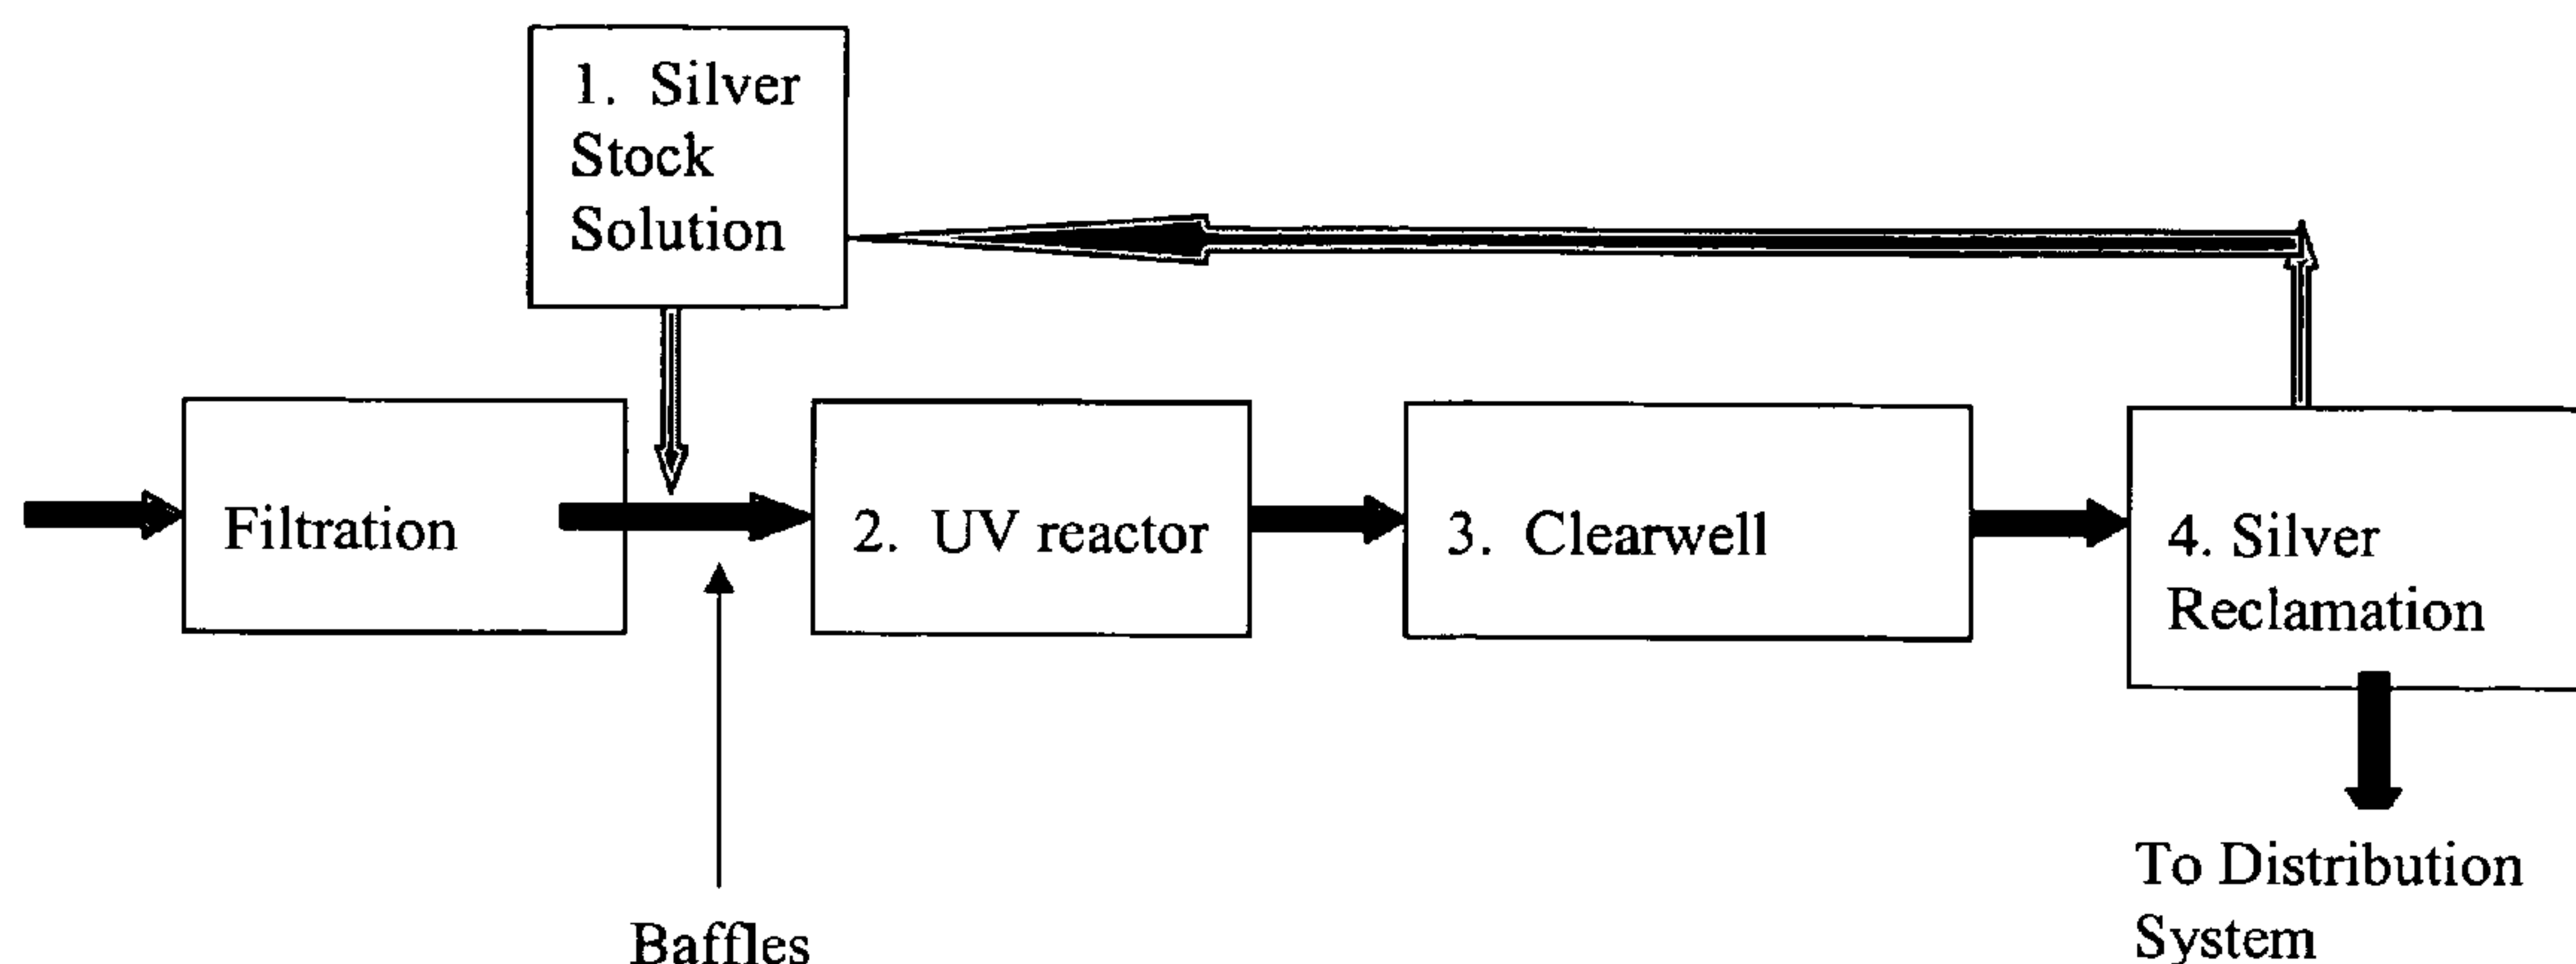 1. Silver
Stock
Solution
Filtration
2. UV reactor
3. Clearwell
4. Silver
Reclamation
To Distribution
System
Baffles